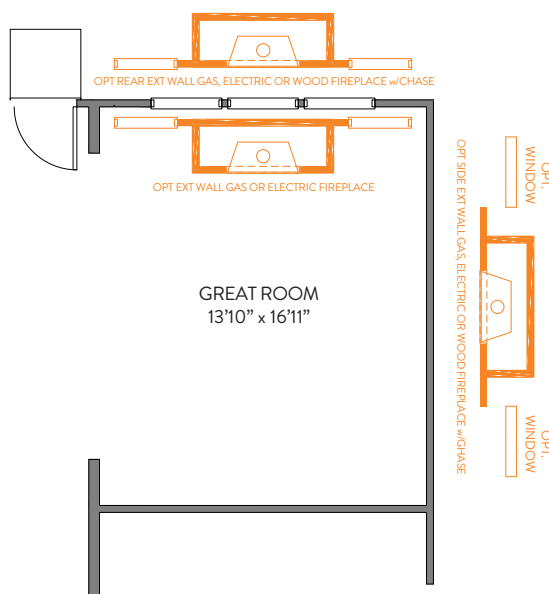 OPT REAR EXT WALL GAS, ELECTRIC OR WOOD FIREPLACE w/CHASE
OPT EXT WALL GAS OR ELECTRIC FIREPLACE
GREAT ROOM
13'10" x 16'11"
OPT SIDE EXT WALL GAS, ELECTRIC OR WOOD FIREPLACE w/GHASE
OPT.
WINDOW
OPT.
WINDOW